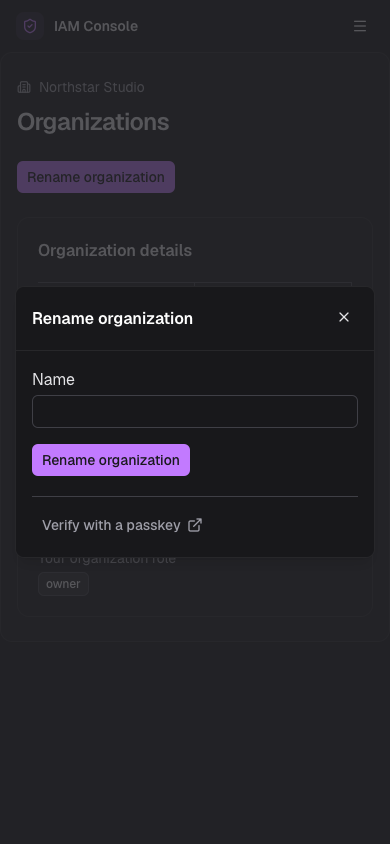 IAM Console
Northstar Studio
Organizations
Rename organization
Organization details
Rename organization
Name
Rename organization
Verify with a passkey
Your organization role
owner